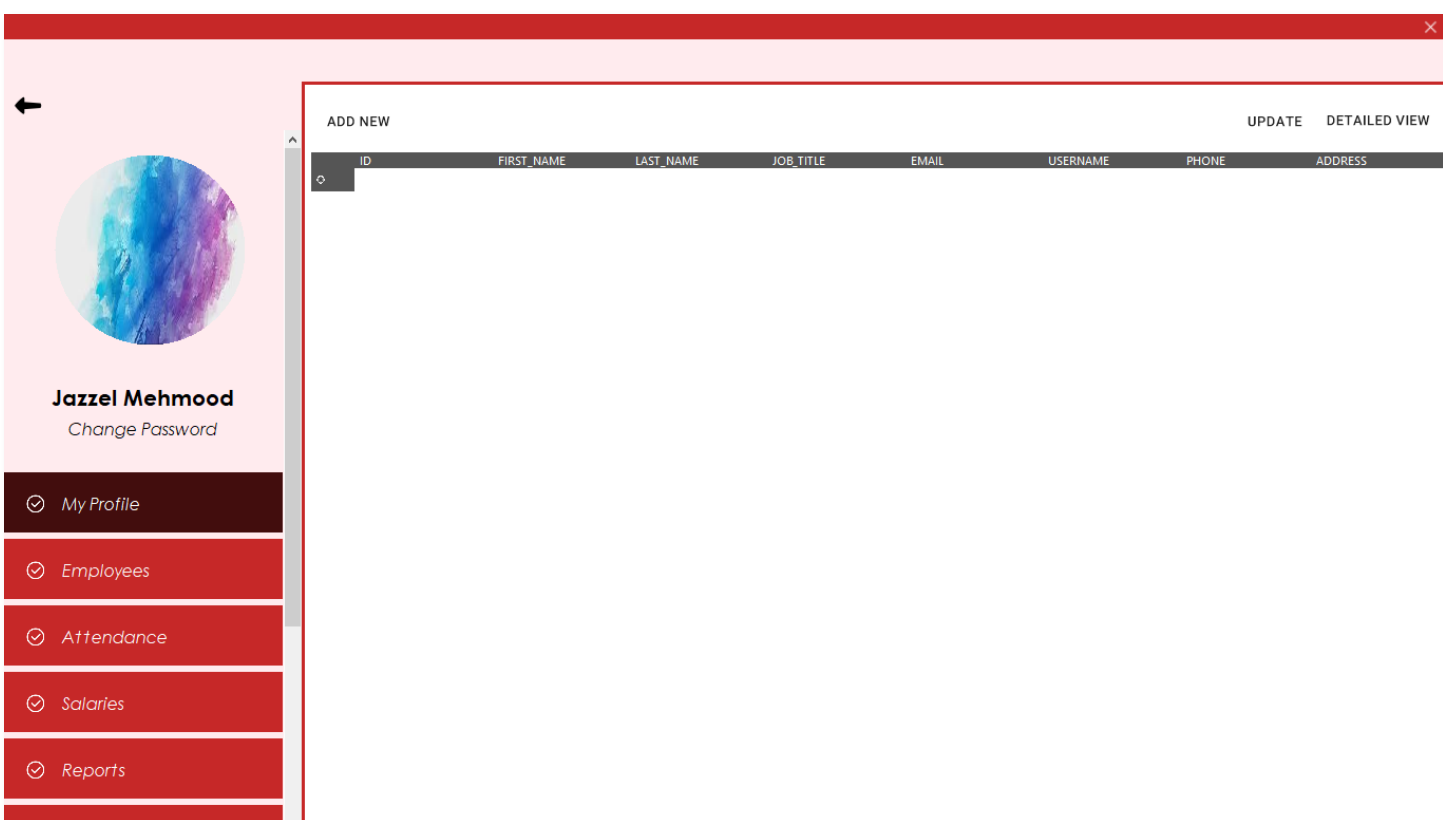 ADD NEW
UPDATE
DETAILED VIEW
ID FIRST_NAME LAST_NAME JOB_TITLE EMAIL USERNAME PHONE ADDRESS
Jazzel Mehmood
Change Password
My Profile
Employees
Attendance
Salaries
Reports